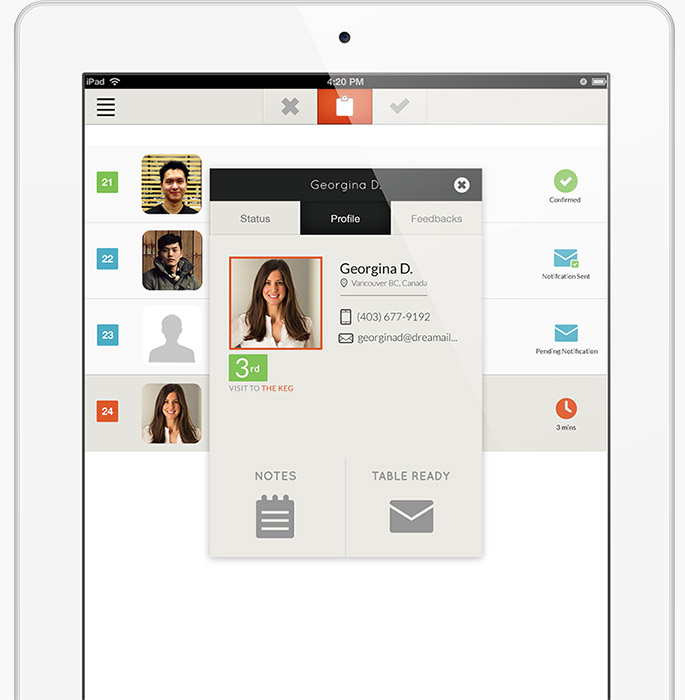 iPad 4:20 PM
Georgina D.
Status Profile Feedbacks
21
Confirmed
22
Notification Sent
23
Pending Notification
24
3 mins
Georgina D.
Vancouver BC, Canada
(403) 677-9192
georginad@dreamail...
3rd
VISIT TO THE KEG
NOTES
TABLE READY